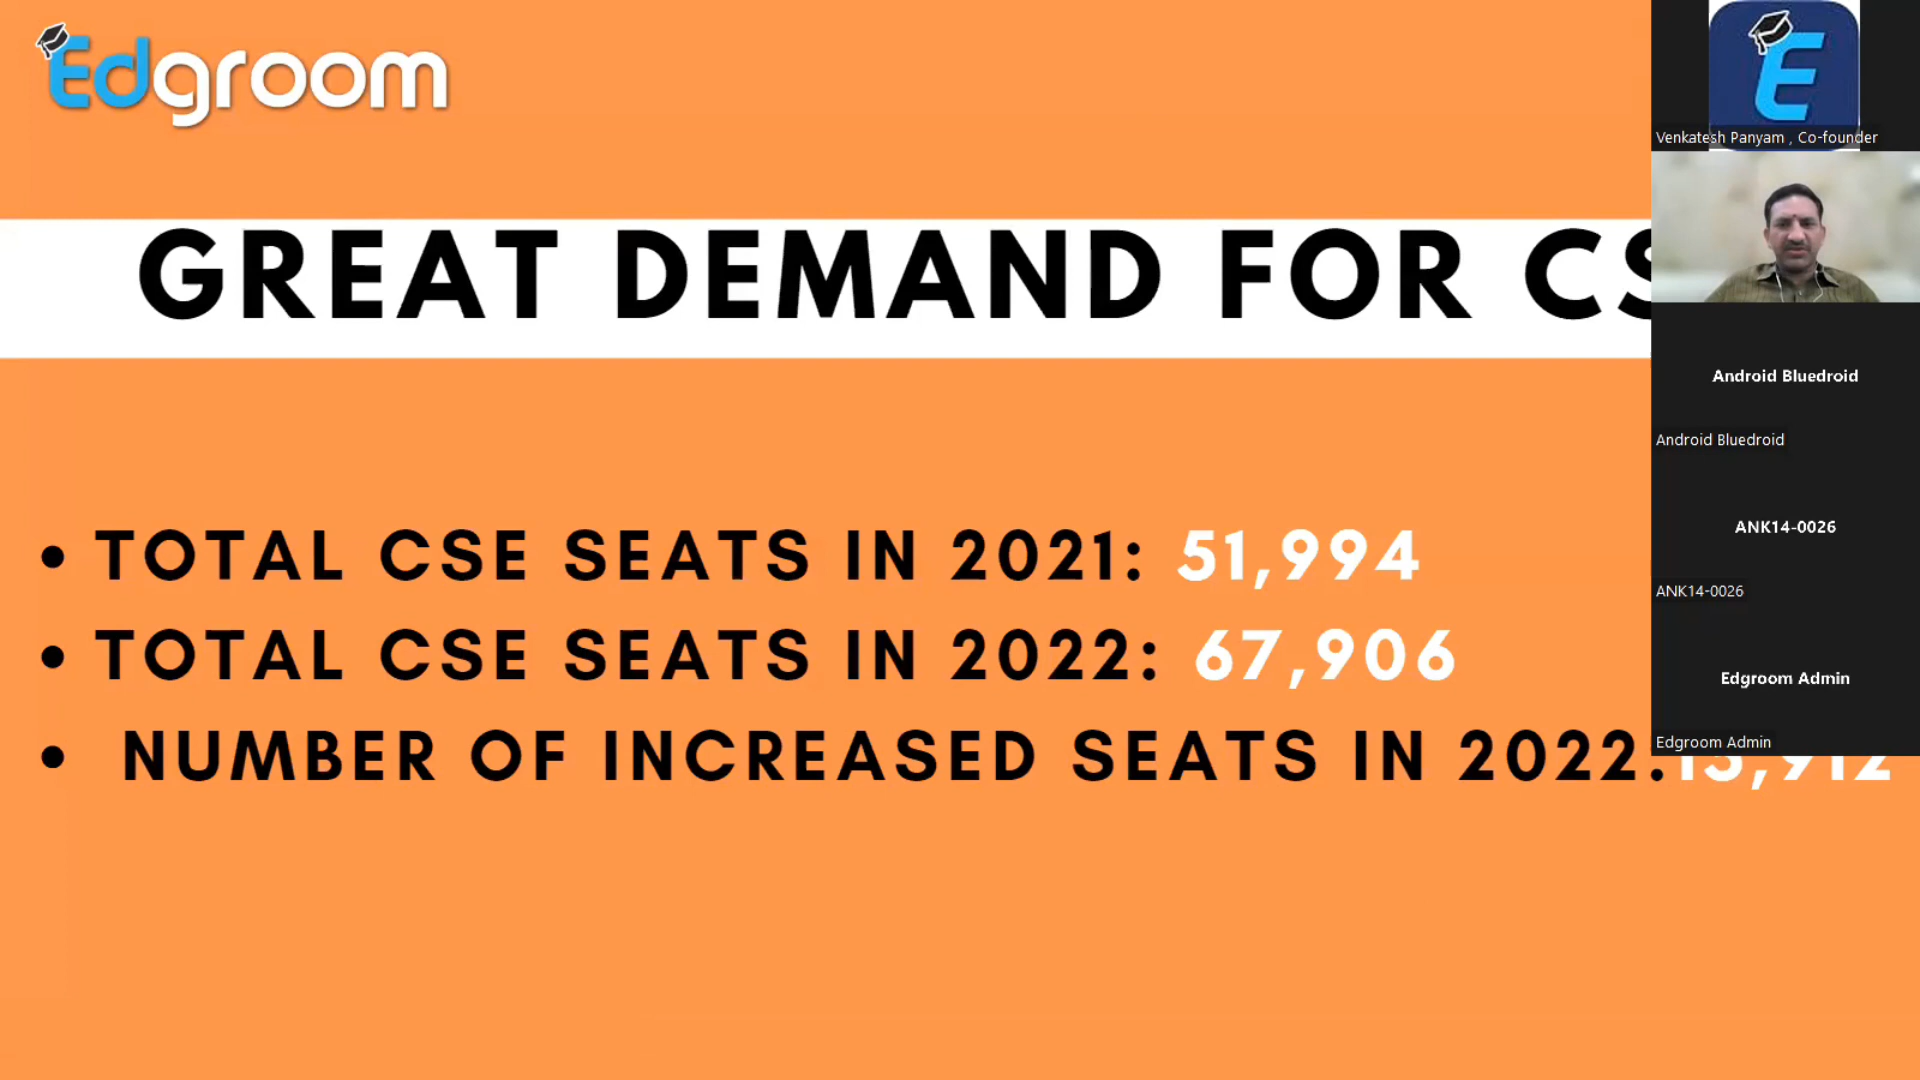 Edgroom
GREAT DEMAND FOR
TOTAL CSE SEATS IN 2021: 51,994
TOTAL CSE SEATS IN 2022: 67,906
NUMBER OF INCREASED SEATS IN 2022:15,912
E
Venkatesh Panyam , Co-founder
Android Bluedroid
Android Bluedroid
ANK14-0026
ANK14-0026
Edgroom Admin
Edgroom Admin